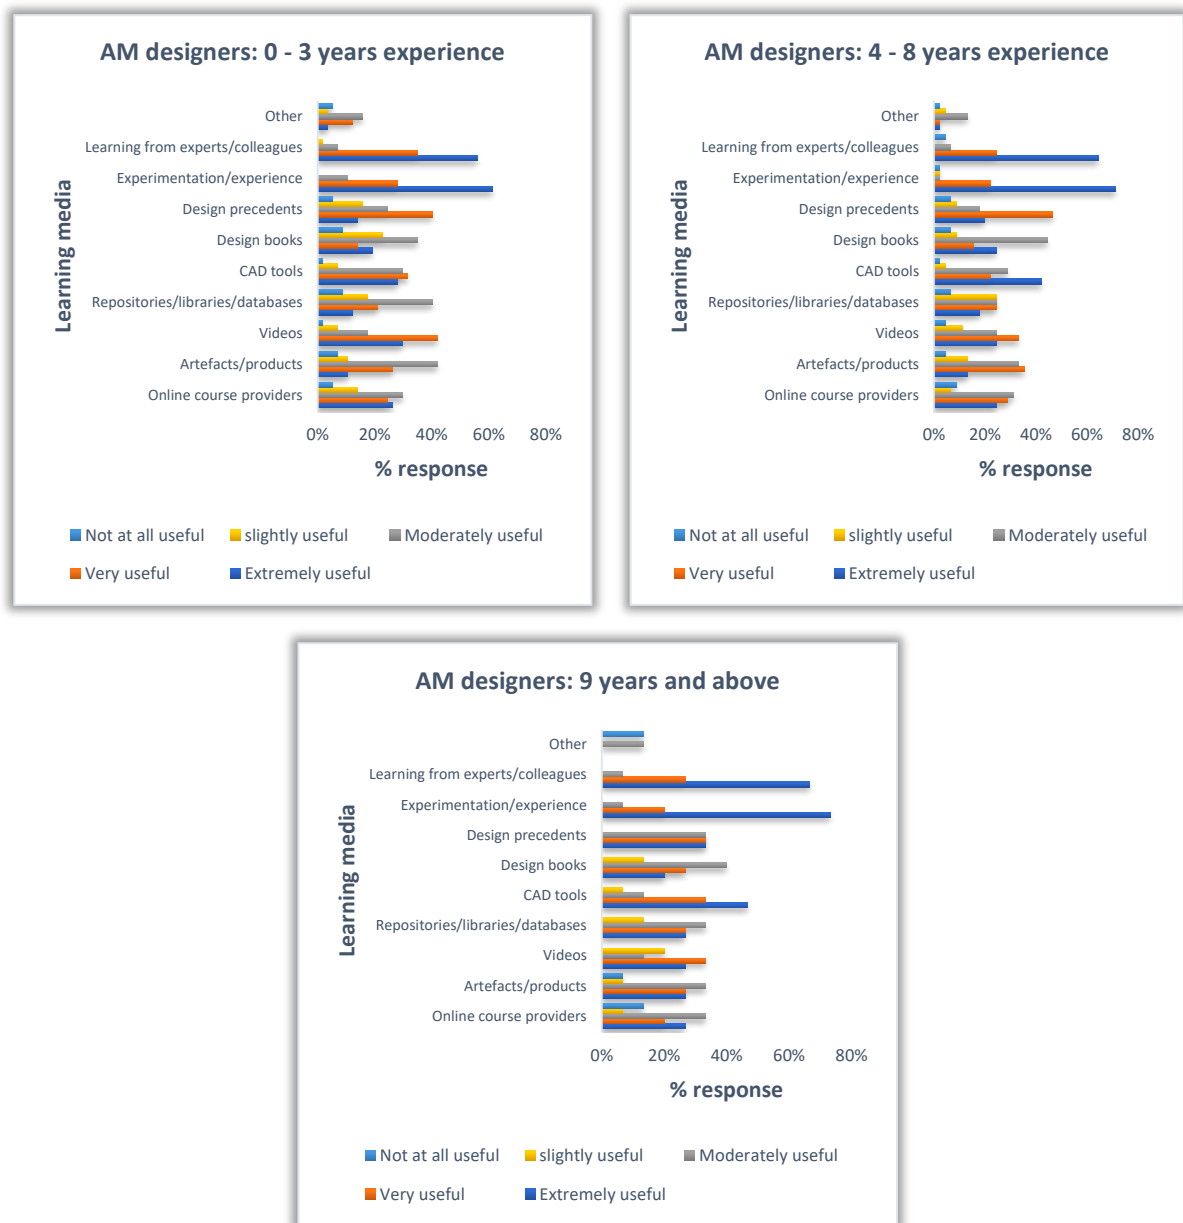 AM designers: 0 - 3 years experience
Learning media
Other
Learning from experts/colleagues
Experimentation/experience
Design precedents
Design books
CAD tools
Repositories/libraries/databases
Videos
Artefacts/products
Online course providers
0% 20% 40% 60% 80%
% response
Not at all useful slightly useful Moderately useful
Very useful Extremely useful
AM designers: 4 - 8 years experience
Learning media
Other
Learning from experts/colleagues
Experimentation/experience
Design precedents
Design books
CAD tools
Repositories/libraries/databases
Videos
Artefacts/products
Online course providers
0% 20% 40% 60% 80%
% response
Not at all useful slightly useful Moderately useful
Very useful Extremely useful
AM designers: 9 years and above
Learning media
Other
Learning from experts/colleagues
Experimentation/experience
Design precedents
Design books
CAD tools
Repositories/libraries/databases
Videos
Artefacts/products
Online course providers
0% 20% 40% 60% 80%
% response
Not at all useful slightly useful Moderately useful
Very useful Extremely useful